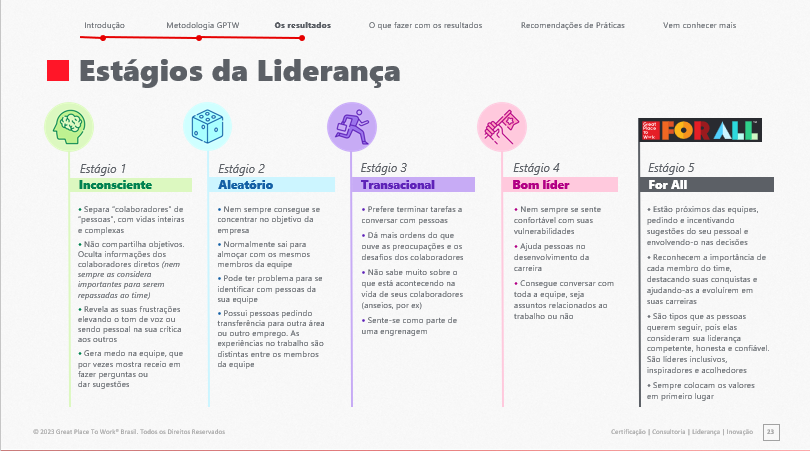 Introdução
Metodologia GPTW
Os resultados
O que fazer com os resultados
Recomendações de Práticas
Vem conhecer mais
Estágios da Liderança
Estágio 1
Inconsciente
• Separa “colaboradores” de
“pessoas”, com vidas inteiras
e complexas
• Não compartilha objetivos.
Oculta informações dos
colaboradores diretos (nem
sempre as considera
importantes para serem
repassadas ao time)
• Revela as suas frustrações
elevando o tom de voz ou
sendo pessoal na sua crítica
aos outros
• Gera medo na equipe, que
por vezes mostra receio em
fazer perguntas ou
dar sugestões
Estágio 2
Aleatório
• Nem sempre consegue se
concentrar no objetivo da
empresa
• Normalmente sai para
almoçar com os mesmos
membros da equipe
• Pode ter problema para se
identificar com pessoas da
sua equipe
• Possui pessoas pedindo
transferência para outra área
ou outro emprego. As
experiências no trabalho são
distintas entre os membros
da equipe
Estágio 3
Transacional
• Prefere terminar tarefas a
conversar com pessoas
• Dá mais ordens do que
ouve as preocupações e os
desafios dos colaboradores
• Não sabe muito sobre o
que está acontecendo na
vida de seus colaboradores
(anseios, por ex)
• Sente-se como parte de
uma engrenagem
Estágio 4
Bom líder
• Nem sempre se sente
confortável com suas
vulnerabilidades
• Ajuda pessoas no
desenvolvimento da
carreira
• Consegue conversar com
toda a equipe, seja
assuntos relacionados ao
trabalho ou não
Great
Place
To
Work
FOR ALL™
Estágio 5
For All
• Estão próximos das equipes,
pedindo e incentivando
sugestões do seu pessoal e
envolvendo-o nas decisões
• Reconhecem a importância de
cada membro do time,
destacando suas conquistas e
ajudando-as a evoluírem em
suas carreiras
• São tipos que as pessoas
querem seguir, pois elas
consideram sua liderança
competente, honesta e confiável.
São líderes inclusivos,
inspiradores e acolhedores
• Sempre colocam os valores
em primeiro lugar
© 2023 Great Place To Work® Brasil. Todos os Direitos Reservados
Certificação | Consultoria | Liderança | Inovação
23